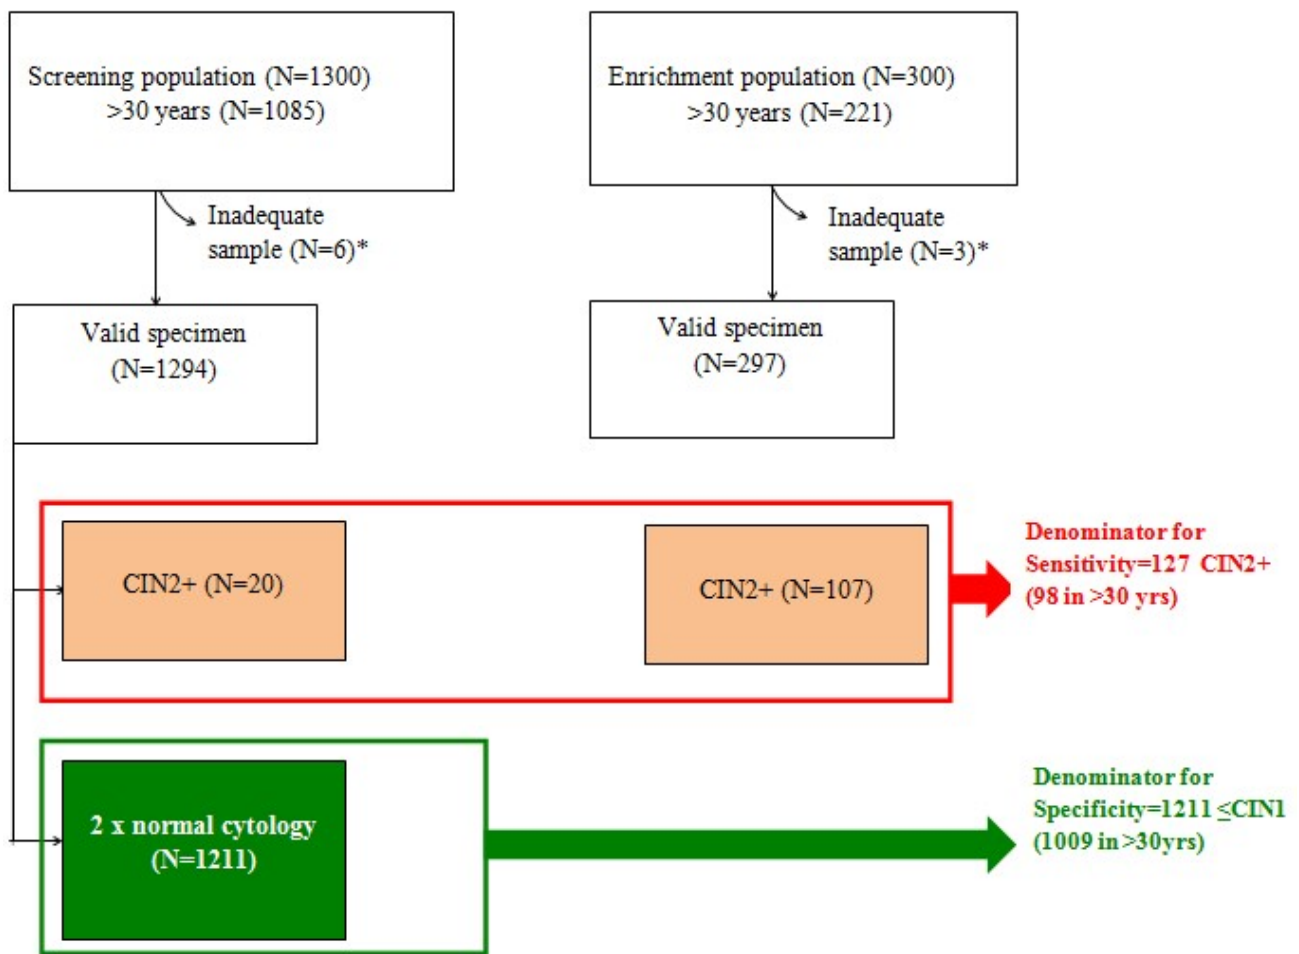 Screening population (N=1300)
>30 years (N=1085)
Enrichment population (N=300)
>30 years (N=221)
Inadequate
sample (N=6)*
Inadequate
sample (N=3)*
Valid specimen
(N=1294)
Valid specimen
(N=297)
CIN2+ (N=20)
CIN2+ (N=107)
Denominator for
Sensitivity=127 CIN2+
(98 in >30 yrs)
2 x normal cytology
(N=1211)
Denominator for
Specificity=1211 ≤CIN1
(1009 in >30yrs)